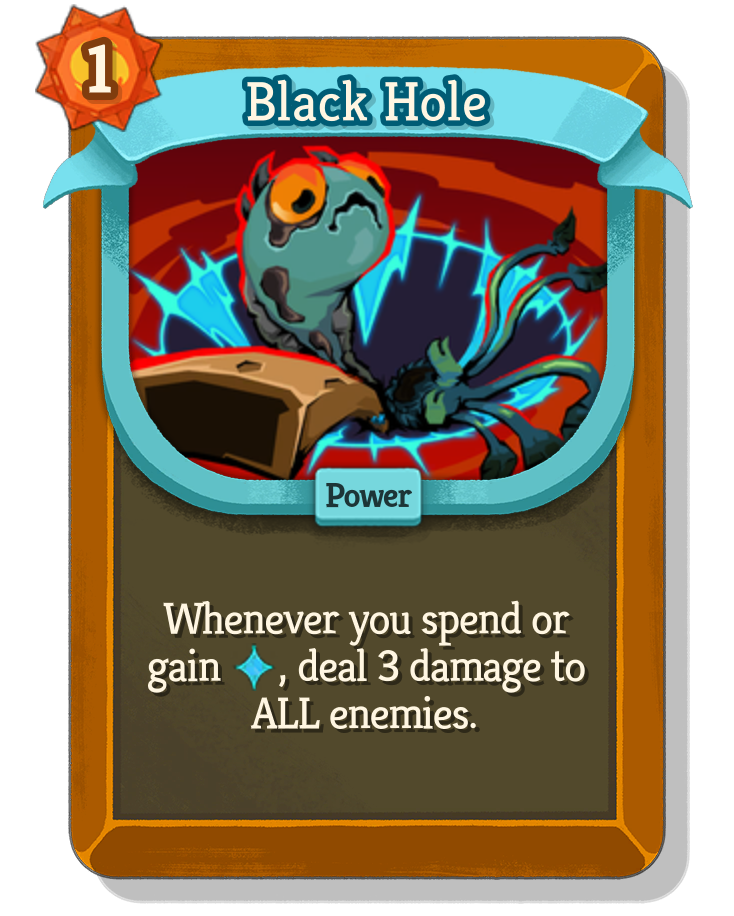 1
Black Hole
Power
Whenever you spend or
gain , deal 3 damage to
ALL enemies.